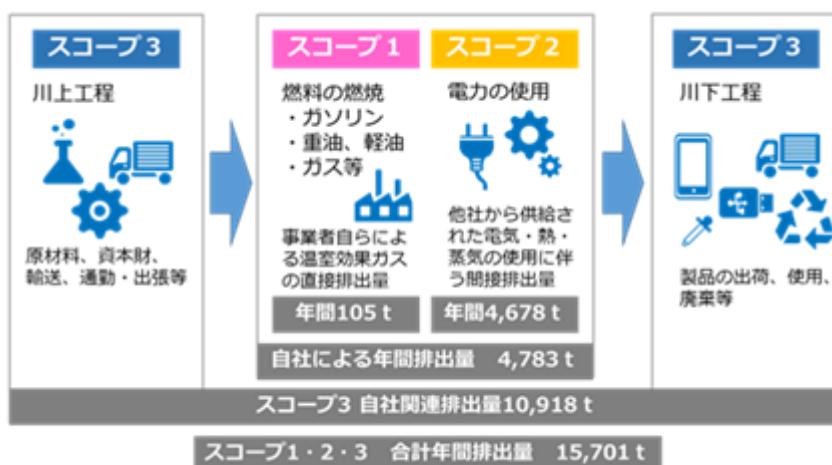 スコープ３
川上工程
原材料、資本財、
輸送、通勤・出張等
スコープ１
燃料の燃焼
・ガソリン
・重油、軽油
・ガス等
事業者自らによ
る温室効果ガス
の直接排出量
年間105ｔ
スコープ２
電力の使用
他社から供給さ
れた電気・熱・
蒸気の使用に伴
う間接排出量
年間4,678ｔ
自社による年間排出量　4,783ｔ
スコープ３
川下工程
製品の出荷、使用、
廃棄等
スコープ3 自社関連排出量10,918ｔ
スコープ1・2・3　合計年間排出量　15,701ｔ